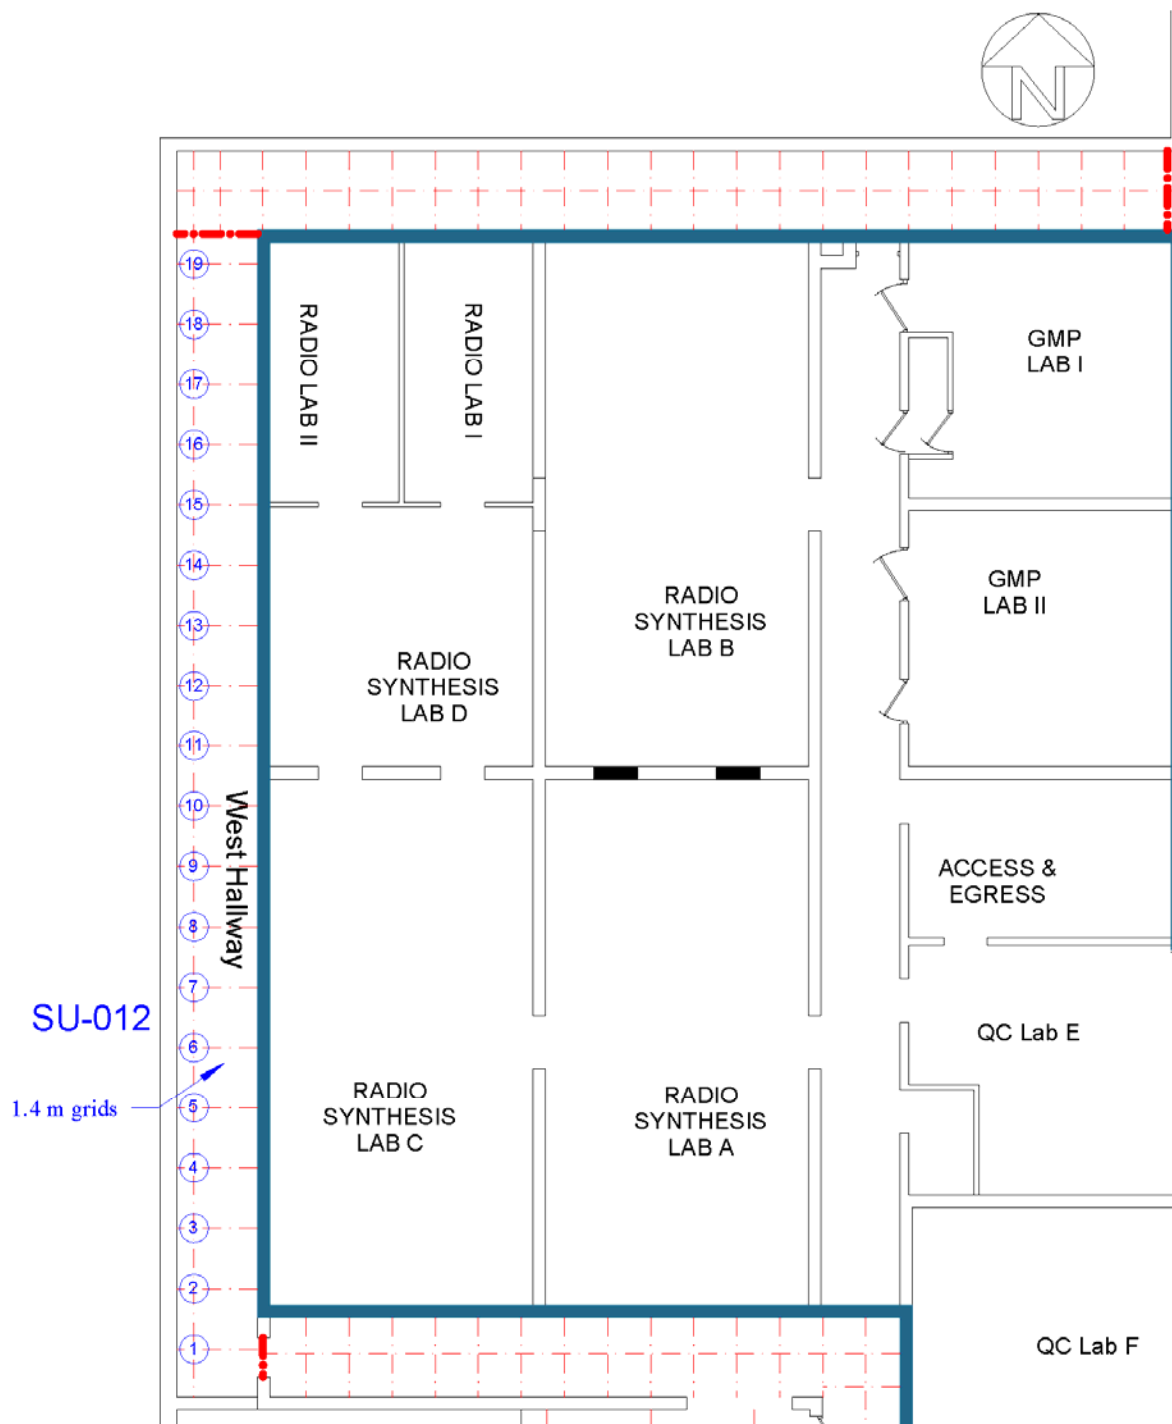 N
19
18
17
16
15
14
13
12
11
10
9
8
7
6
5
4
3
2
1
RADIO LAB II
RADIO LAB I
GMP
LAB I
GMP
LAB II
RADIO
SYNTHESIS
LAB B
RADIO
SYNTHESIS
LAB D
West Hallway
ACCESS &
EGRESS
SU-012
QC Lab E
1.4 m grids
RADIO
SYNTHESIS
LAB C
RADIO
SYNTHESIS
LAB A
QC Lab F